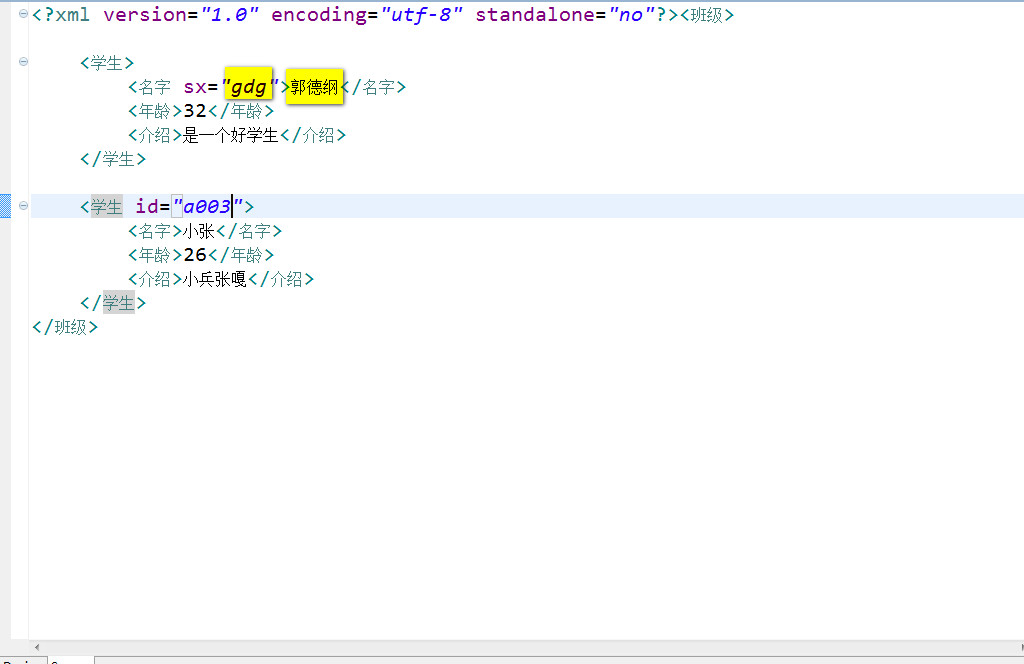 <?xml version="1.0" encoding="utf-8" standalone="no"?><班级>
<学生>
<名字 sx="gdg">郭德纲</名字>
<年龄>32</年龄>
<介绍>是一个好学生</介绍>
</学生>
<学生 id="a003">
<名字>小张</名字>
<年龄>26</年龄>
<介绍>小兵张嘎</介绍>
</学生>
</班级>